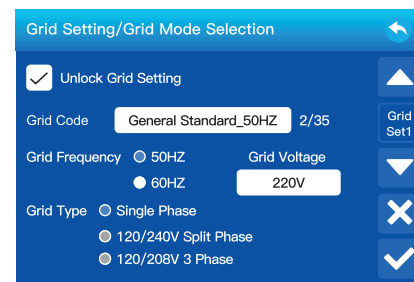 Grid Setting/Grid Mode Selection
Unlock Grid Setting
Grid Code General Standard_50HZ 2/35
Grid
Set1
Grid Frequency 50HZ Grid Voltage
60HZ 220V
Grid Type Single Phase
120/240V Split Phase
120/208V 3 Phase